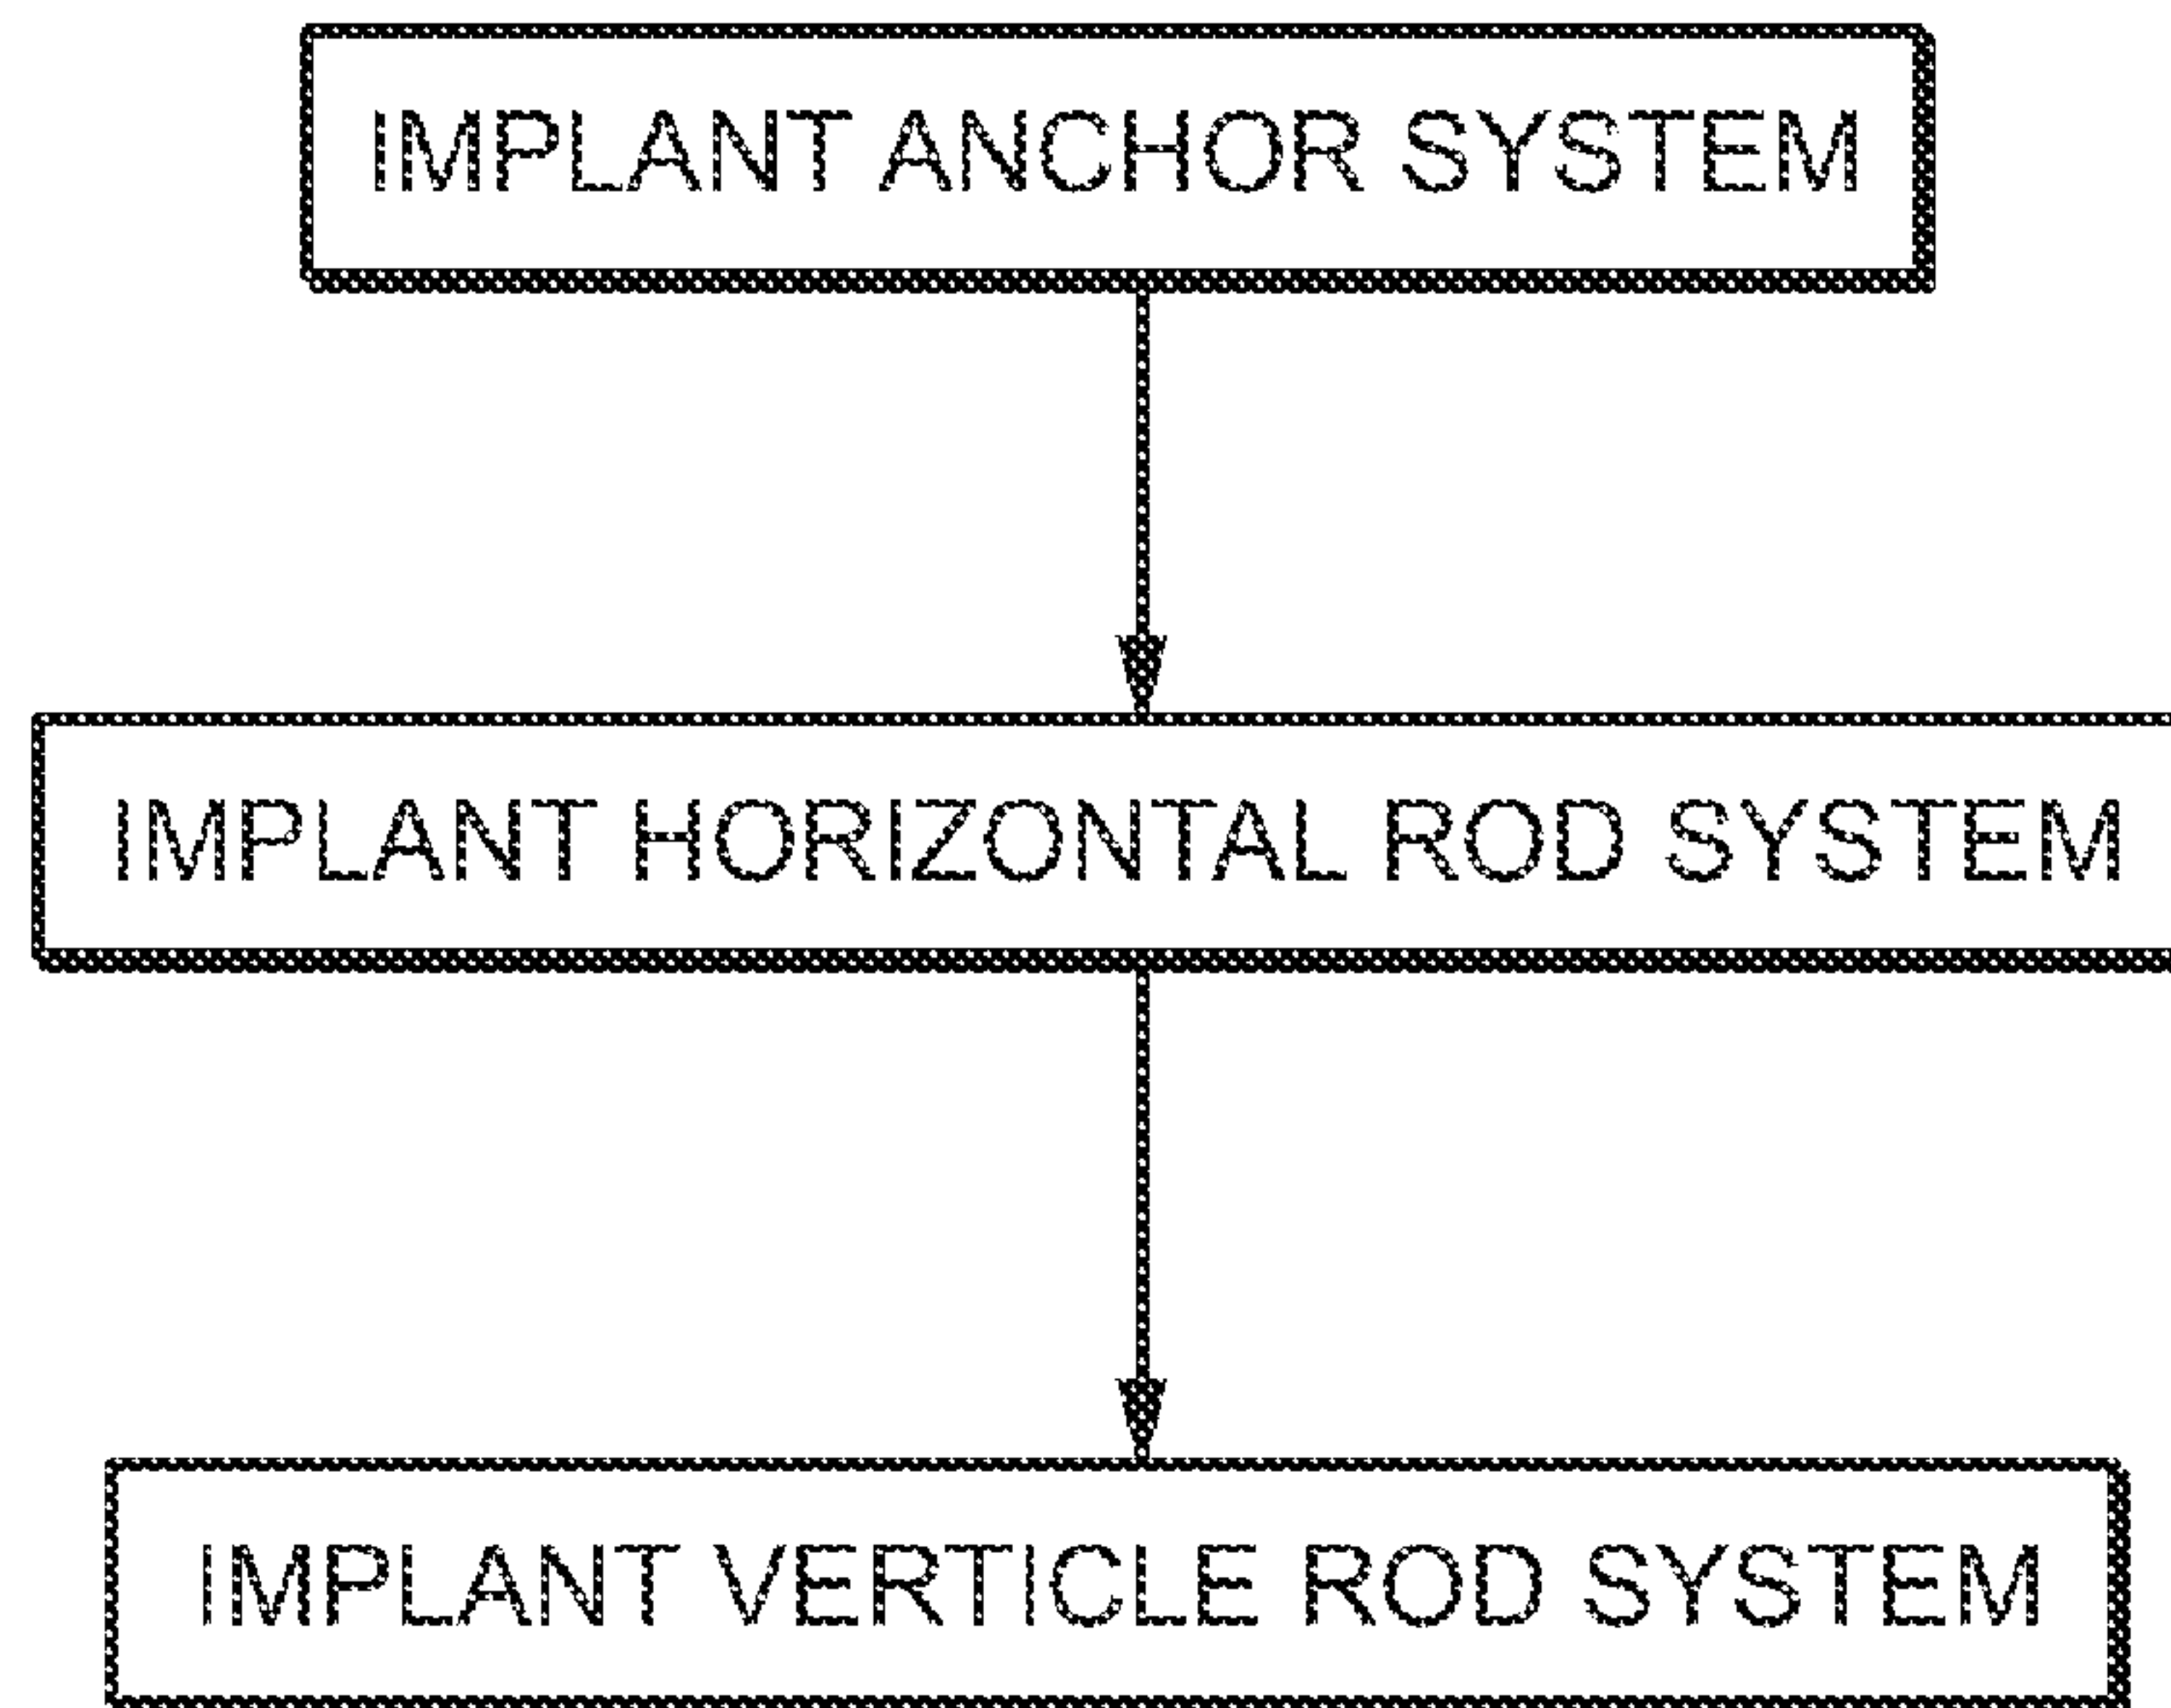 IMPLANT ANCHOR SYSTEM
IMPLANT HORIZONTAL ROD SYSTEM
IMPLANT VERTICLE ROD SYSTEM